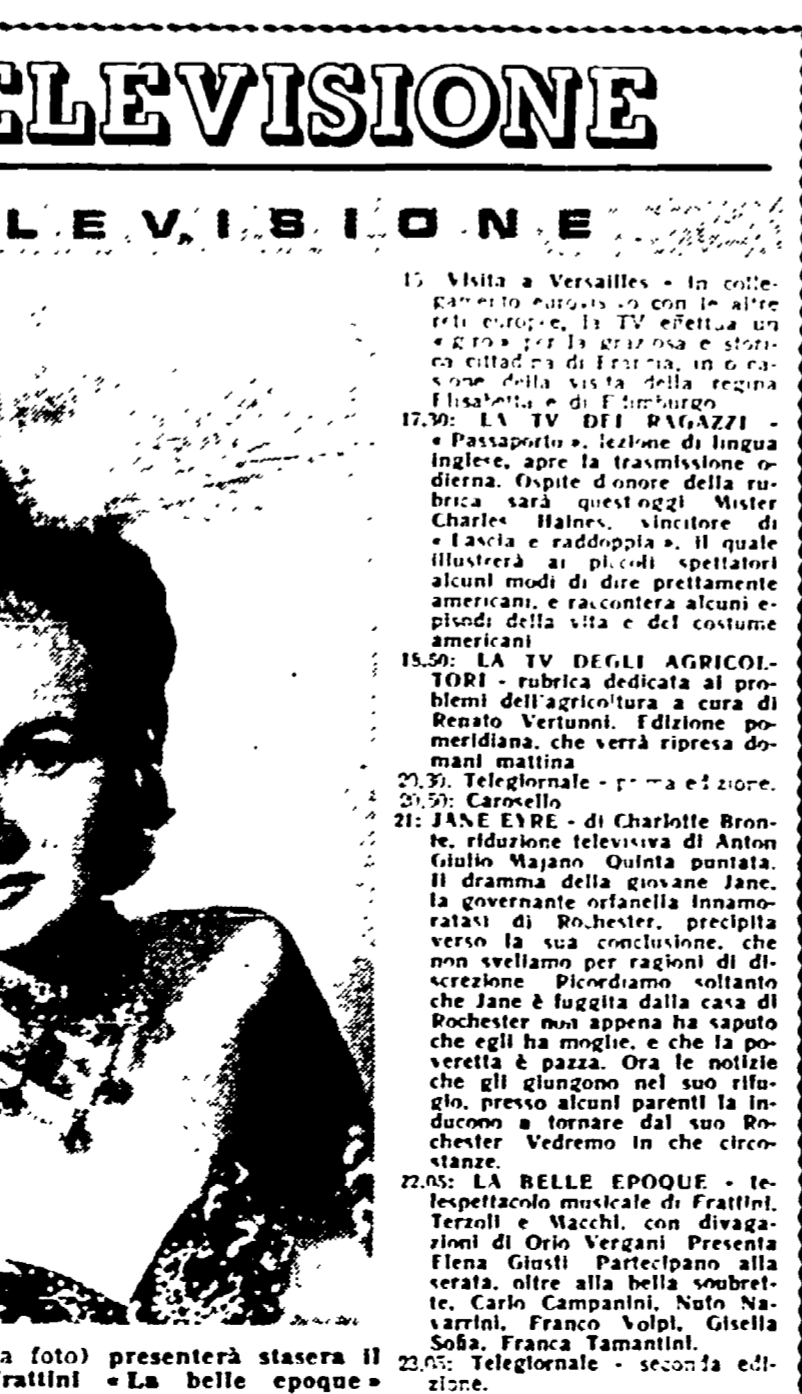 ELEVISIONE
LEVISIONE
15 Visita a Versailles - In colle-
gamento eurovisivo con le altre
reti europee, la TV effettua un
« giro » per la graziosa e stori-
ca cittadina di Francia, in occa-
sione della visita della regina
Elisabetta e di Edimburgo
17.30: LA TV DEI RAGAZZI -
« Passaporto », lezione di lingua
inglese, apre la trasmissione o-
dierna. Ospite d'onore della ru-
brica sarà quest'oggi Mister
Charles Haines, vincitore di
« Lascia e raddoppia », il quale
illustrerà ai piccoli spettatori
alcuni modi di dire prettamente
americani, e racconterà alcuni e-
pisodi della vita e del costume
americani
18.50: LA TV DEGLI AGRICOL-
TORI - rubrica dedicata ai pro-
blemi dell'agricoltura a cura di
Renato Vertunni. Edizione po-
meridiana, che verrà ripresa do-
mani mattina
20.30. Telegiornale - prima edizione.
20.50: Carosello
21: JANE EYRE - di Charlotte Bron-
te, riduzione televisiva di Anton
Giulio Majano Quinta puntata.
Il dramma della giovane Jane,
la governante orfanella innamo-
ratasi di Rochester, precipita
verso la sua conclusione, che
non sveliamo per ragioni di di-
screzione Ricordiamo soltanto
che Jane è fuggita dalla casa di
Rochester non appena ha saputo
che egli ha moglie, e che la po-
veretta è pazza. Ora le notizie
che gli giungono nel suo rifu-
gio, presso alcuni parenti la in-
ducono a tornare dal suo Ro-
chester Vedremo in che circo-
stanze.
22.05: LA BELLE EPOQUE - te-
lespettacolo musicale di Frattini,
Terzoli e Macchi, con divaga-
zioni di Orio Vergani Presenta
Elena Giusti Partecipano alla
serata, oltre alla bella soubret-
te, Carlo Campanini, Nuto Na-
varrini, Franco Volpi, Gisella
Sofia, Franca Tamantini.
23.05: Telegiornale - seconda edi-
zione.
a foto) presenterà stasera il
rattini «La belle epoque»